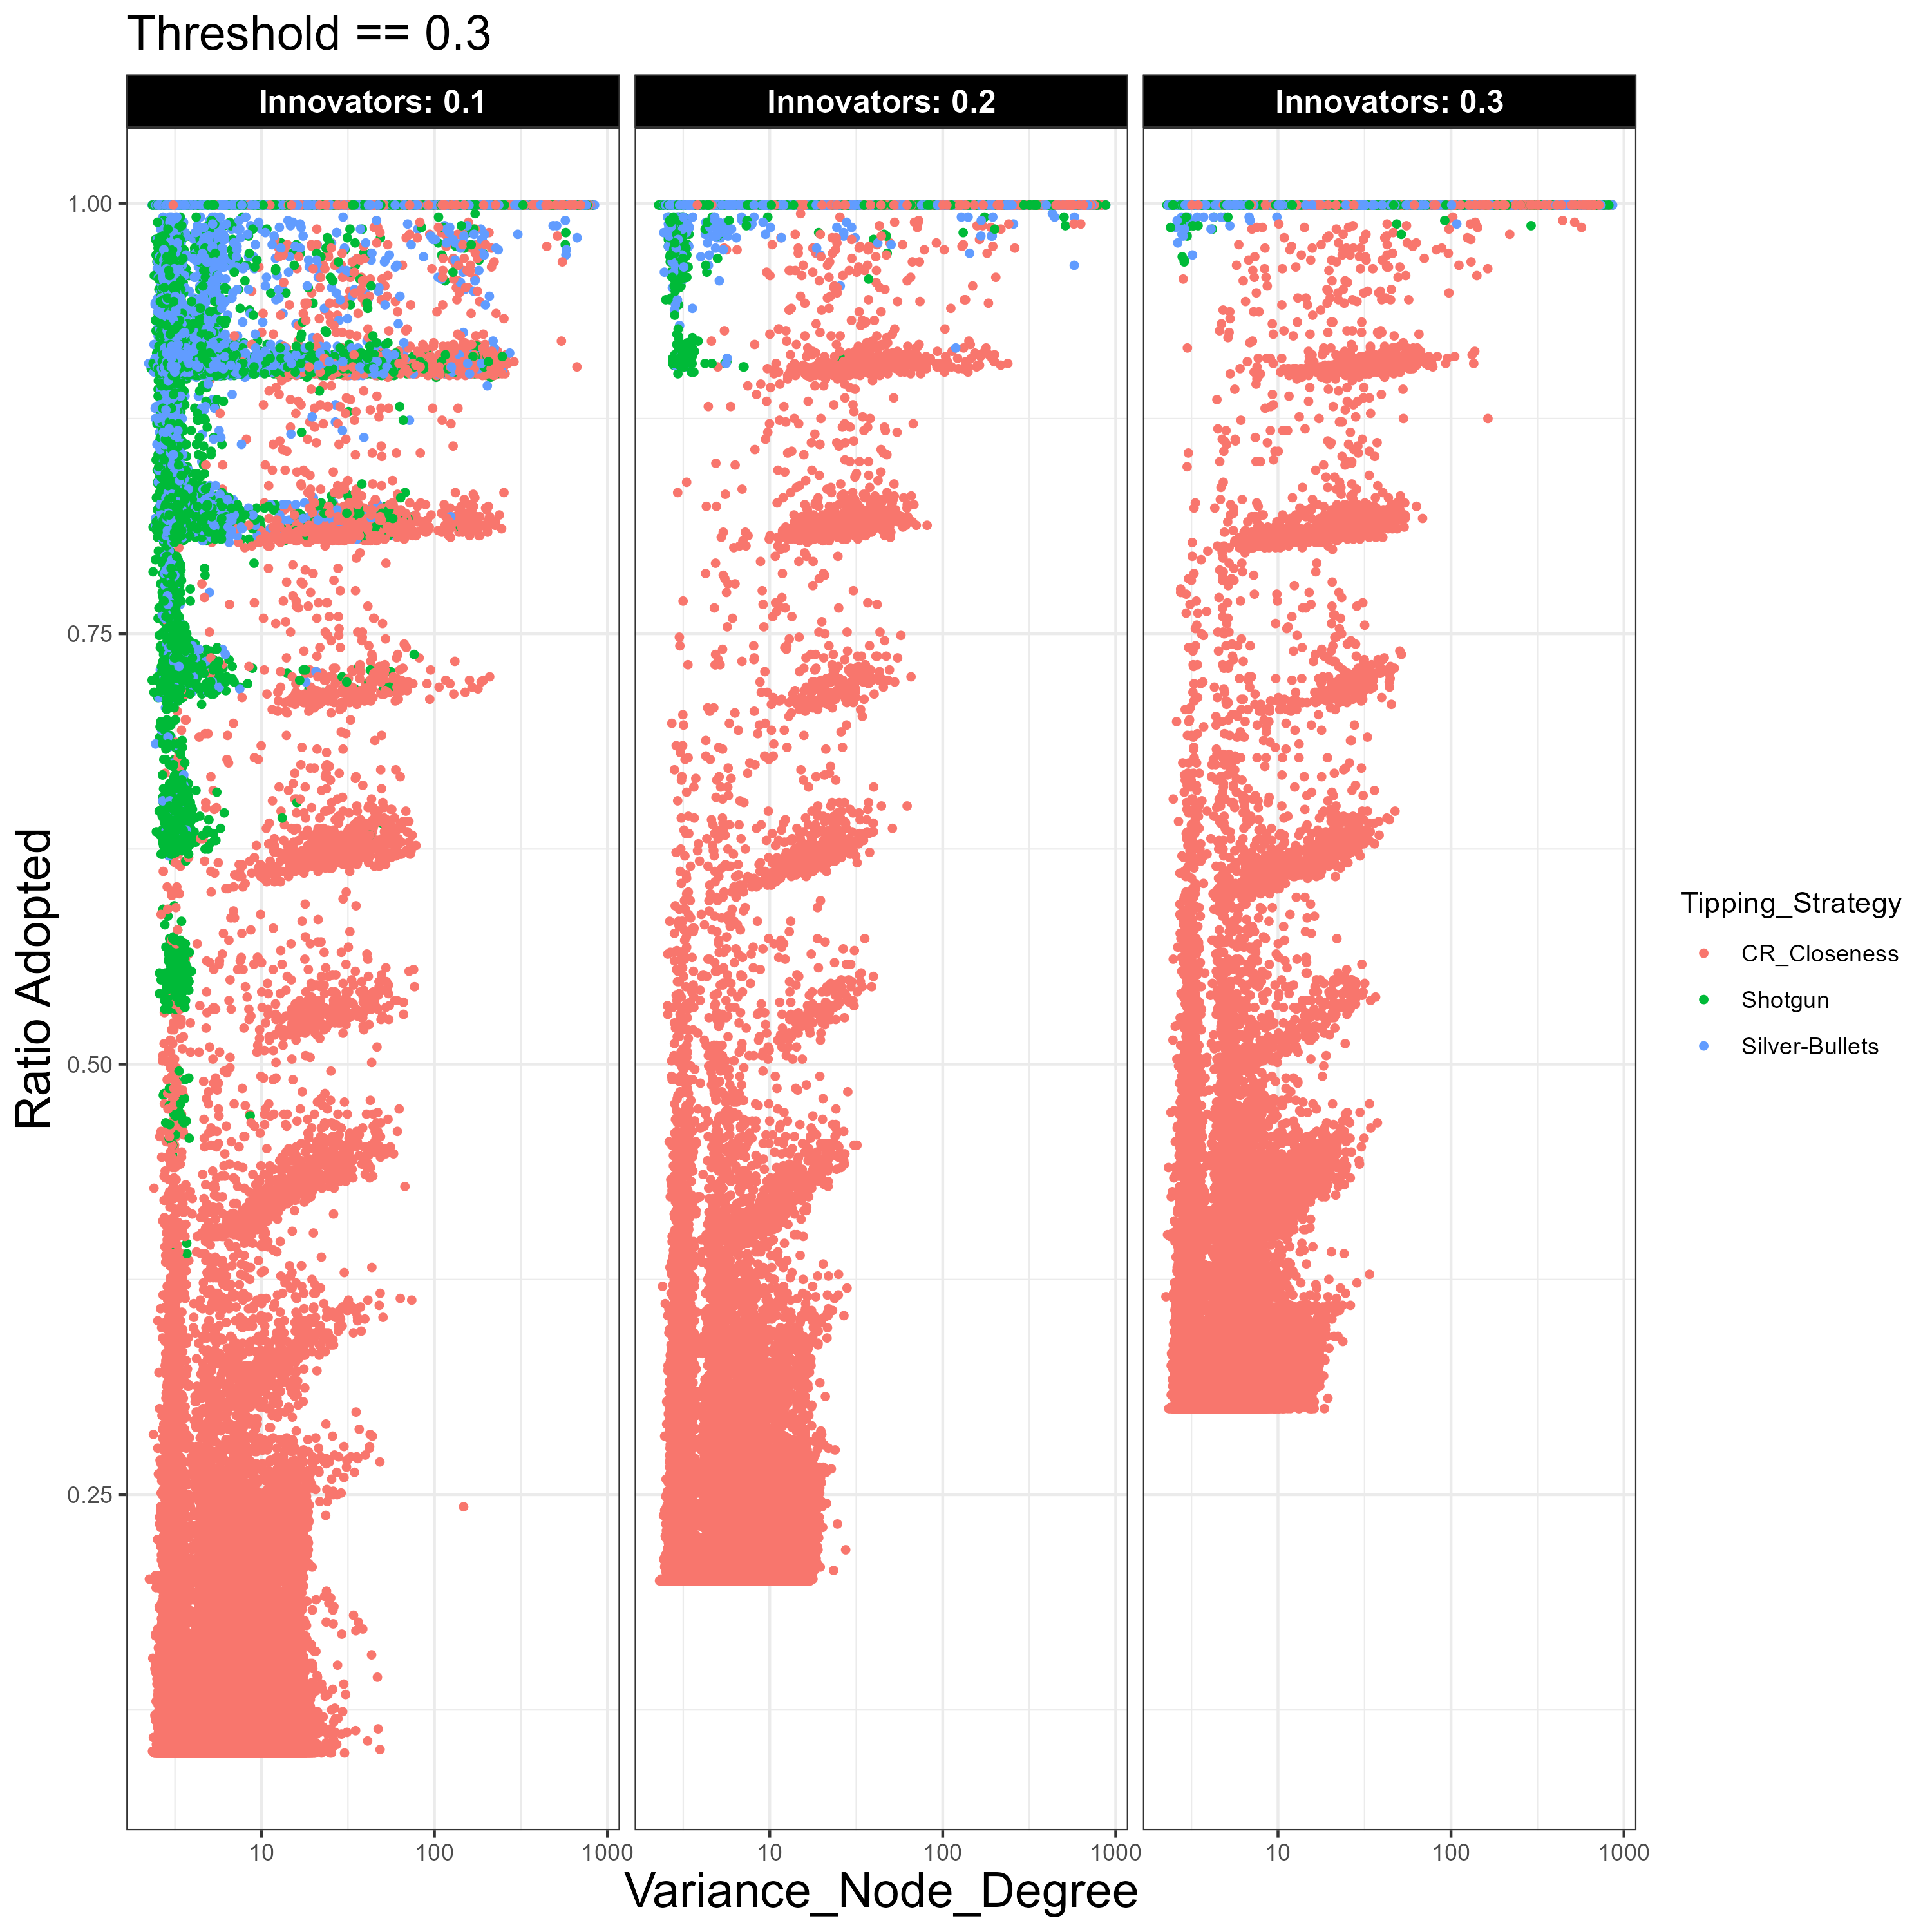 Threshold == 0.3
Innovators: 0.1
Innovators: 0.2
Innovators: 0.3
1.00
0.75
0.50
0.25
Ratio Adopted
10
100
1000
10
100
1000
10
100
1000
Variance_Node_Degree
Tipping_Strategy
CR_Closeness
Shotgun
Silver-Bullets